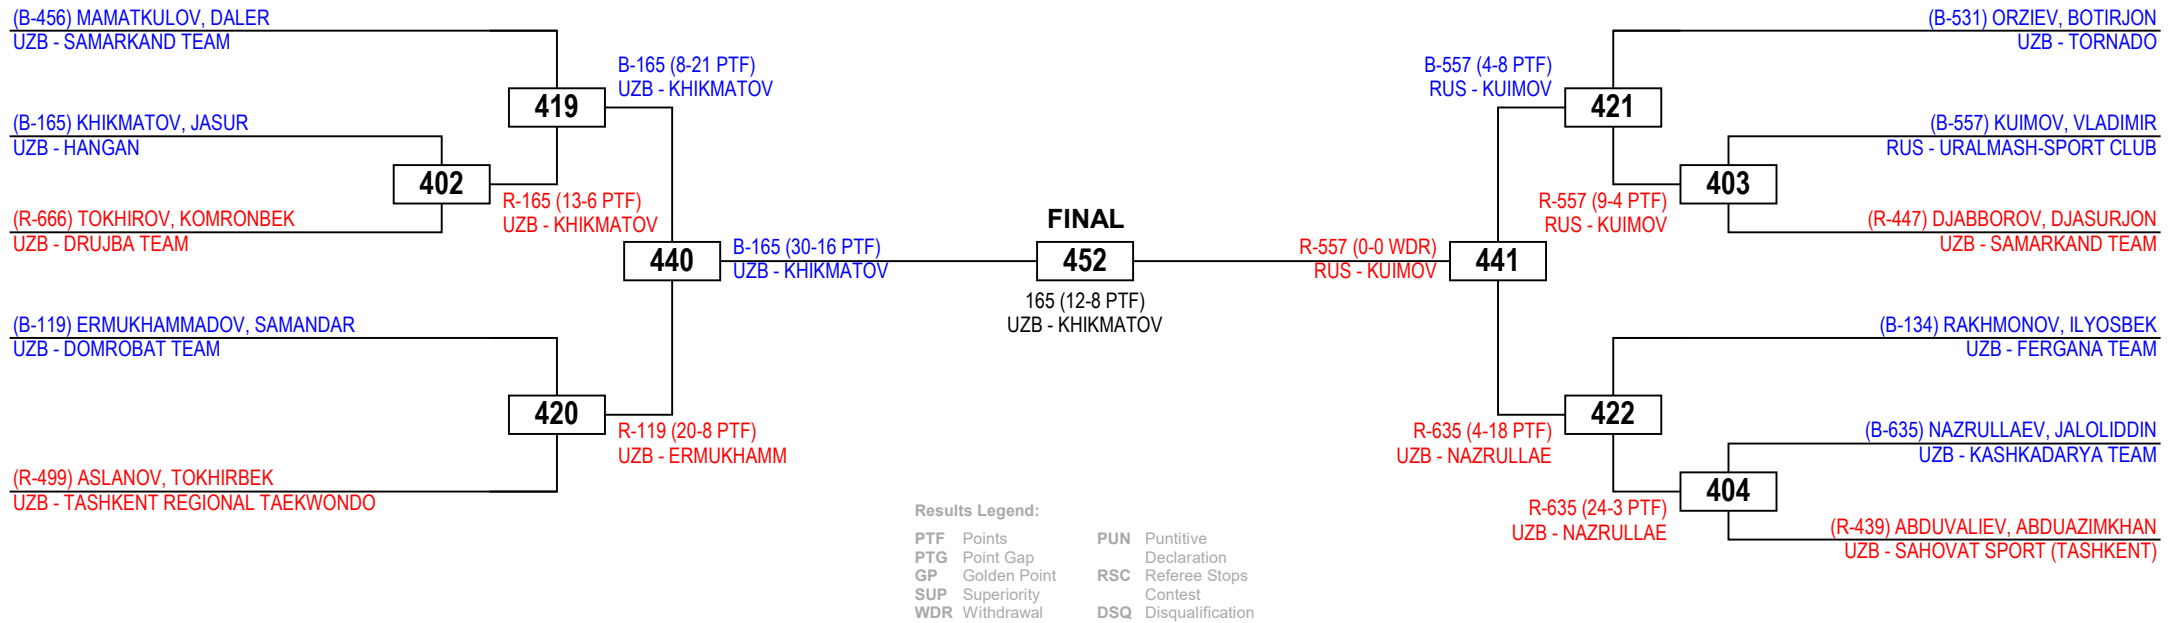 (B-456) MAMATKULOV, DALER
UZB - SAMARKAND TEAM
(B-165) KHIKMATOV, JASUR
UZB - HANGAN
(R-666) TOKHIROV, KOMRONBEK
UZB - DRUJBA TEAM
(B-119) ERMUKHAMMADOV, SAMANDAR
UZB - DOMROBAT TEAM
(R-499) ASLANOV, TOKHIRBEK
UZB - TASHKENT REGIONAL TAEKWONDO
402
R-165 (13-6 PTF)
UZB - KHIKMATOV
419
B-165 (8-21 PTF)
UZB - KHIKMATOV
420
R-119 (20-8 PTF)
UZB - ERMUKHAMM
440
B-165 (30-16 PTF)
UZB - KHIKMATOV
FINAL
452
165 (12-8 PTF)
UZB - KHIKMATOV
R-557 (0-0 WDR)
RUS - KUIMOV
441
B-557 (4-8 PTF)
RUS - KUIMOV
421
R-557 (9-4 PTF)
RUS - KUIMOV
403
R-635 (4-18 PTF)
UZB - NAZRULLAE
422
R-635 (24-3 PTF)
UZB - NAZRULLAE
404
(B-531) ORZIEV, BOTIRJON
UZB - TORNADO
(B-557) KUIMOV, VLADIMIR
RUS - URALMASH-SPORT CLUB
(R-447) DJABBOROV, DJASURJON
UZB - SAMARKAND TEAM
(B-134) RAKHMONOV, ILYOSBEK
UZB - FERGANA TEAM
(B-635) NAZRULLAEV, JALOLIDDIN
UZB - KASHKADARYA TEAM
(R-439) ABDUVALIEV, ABDUAZIMKHAN
UZB - SAHOVAT SPORT (TASHKENT)
Results Legend:
PTF Points
PTG Point Gap
GP Golden Point
SUP Superiority
WDR Withdrawal
PUN Puntitive
Declaration
RSC Referee Stops
Contest
DSQ Disqualification